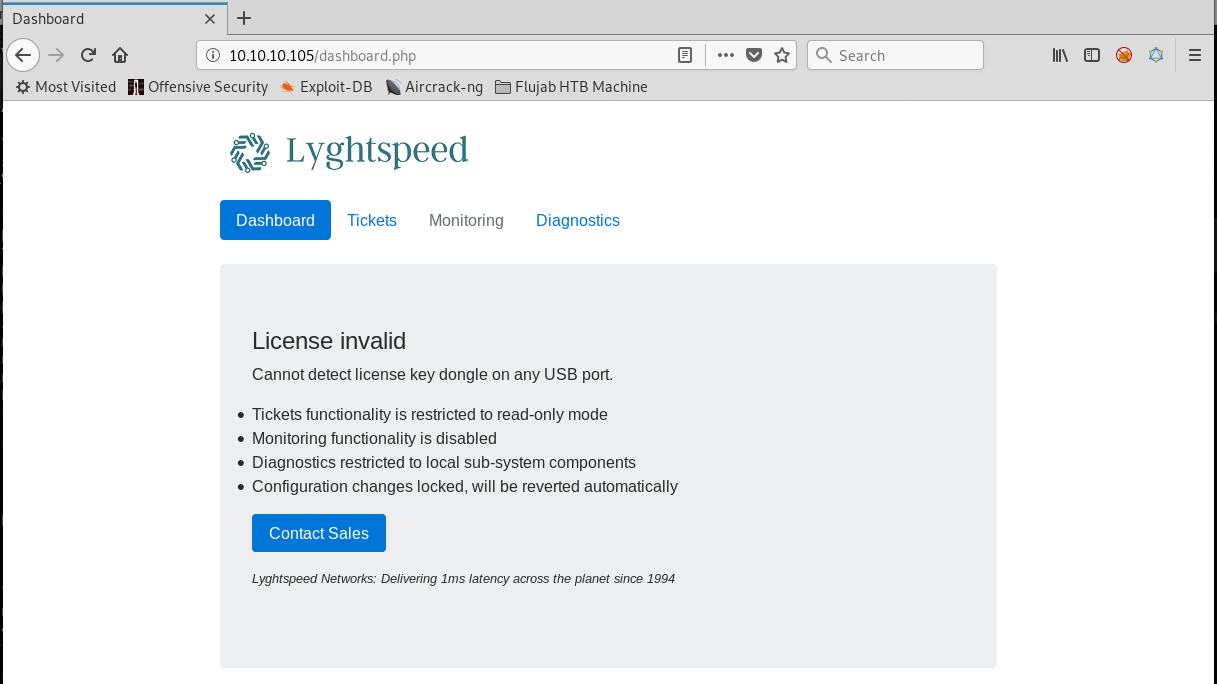 Dashboard
10.10.10.105/dashboard.php
Search
Most Visited Offensive Security Exploit-DB Aircrack-ng Flujab HTB Machine
Lyghtspeed
Dashboard Tickets Monitoring Diagnostics
License invalid
Cannot detect license key dongle on any USB port.
• Tickets functionality is restricted to read-only mode
• Monitoring functionality is disabled
• Diagnostics restricted to local sub-system components
• Configuration changes locked, will be reverted automatically
Contact Sales
Lyghtspeed Networks: Delivering 1ms latency across the planet since 1994